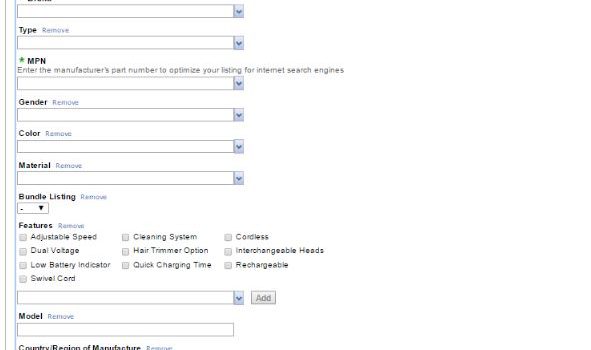 Type Remove
* MPN
Enter the manufacturer's part number to optimize your listing for internet search engines
Gender Remove
Color Remove
Material Remove
Bundle Listing Remove
-
Features Remove
Adjustable Speed Cleaning System Cordless
Dual Voltage Hair Trimmer Option Interchangeable Heads
Low Battery Indicator Quick Charging Time Rechargeable
Swivel Cord
Add
Model Remove
Country/Region of Manufacture Remove